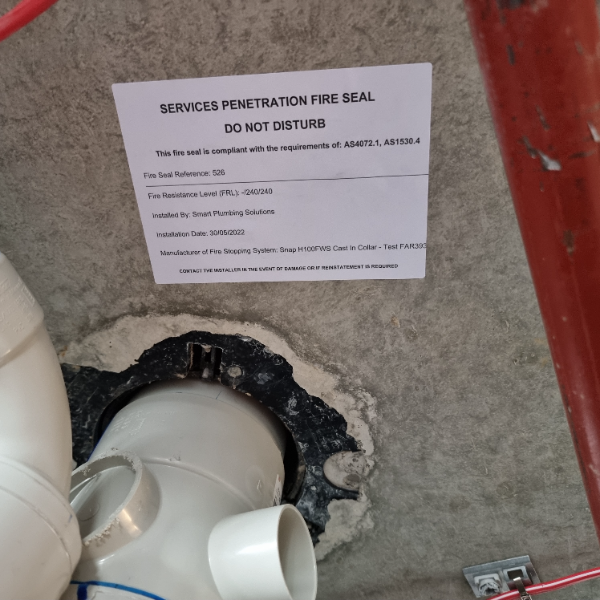 SERVICES PENETRATION FIRE SEAL
DO NOT DISTURB
This fire seal is compliant with the requirements of: AS4072.1, AS1530.4
Fire Seal Reference: 526
Fire Resistance Level (FRL): -/240/240
Installed By: Smart Plumbing Solutions
Installation Date: 30/05/2022
Manufacturer of Fire Stopping System: Snap H100FWS Cast In Collar - Test FAR393
CONTACT THE INSTALLER IN THE EVENT OF DAMAGE OR IF REINSTATEMENT IS REQUIRED